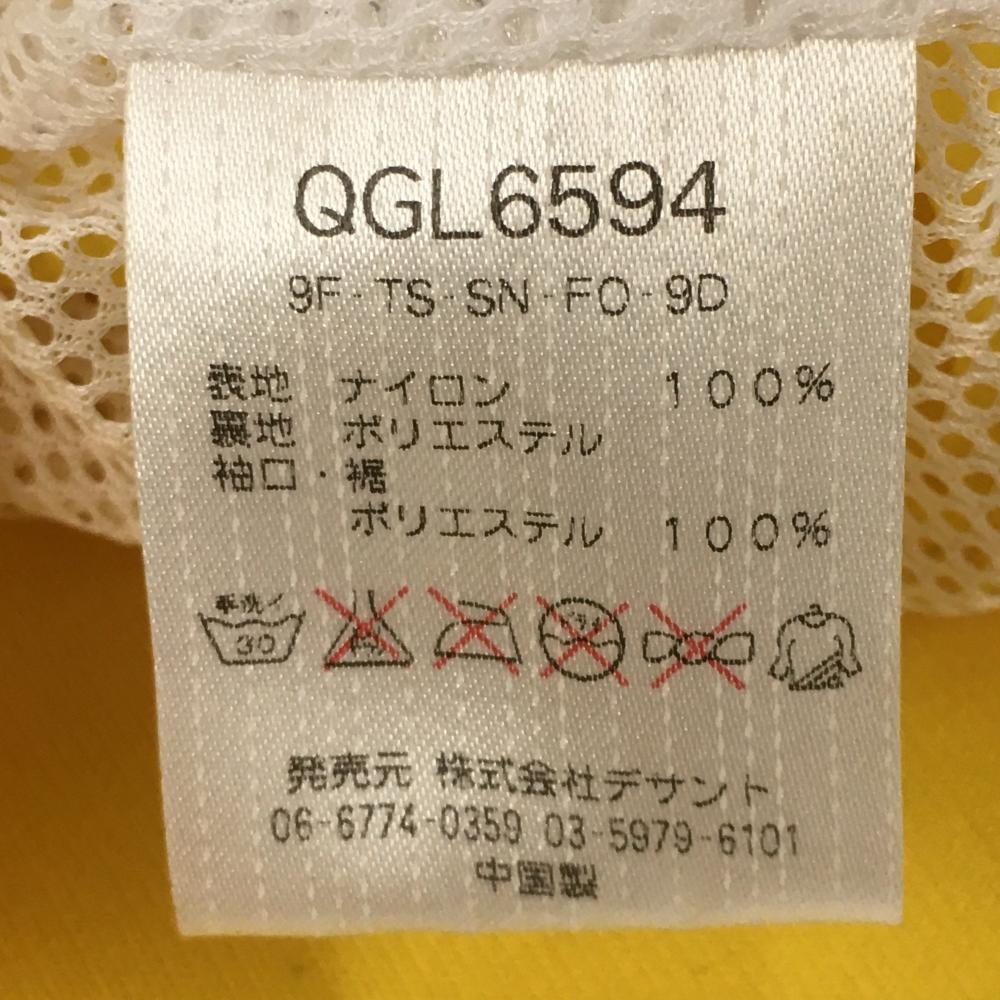 QGL6594
9F-TS-SN-FO-9D
表地 ナイロン 100%
裏地 ポリエステル
袖口・裾
ポリエステル 100%
手洗イ
30
発売元 株式会社デサント
06-6774-0359 03-5979-6101
中国製